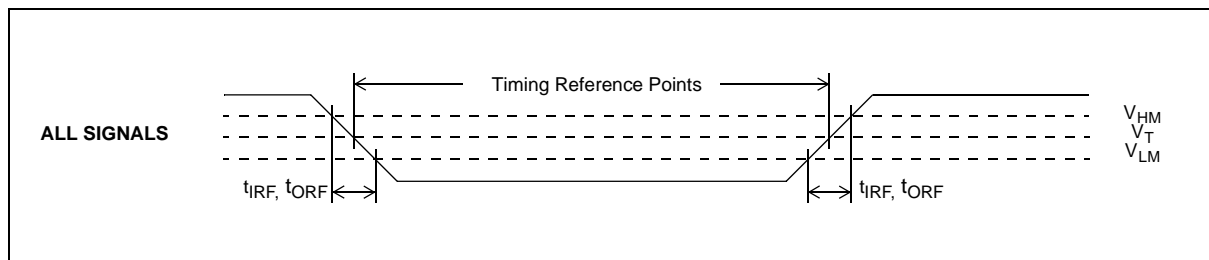 Timing Reference Points
ALL SIGNALS
V_HM
V_T
V_LM
t_IRF, t_ORF
t_IRF, t_ORF